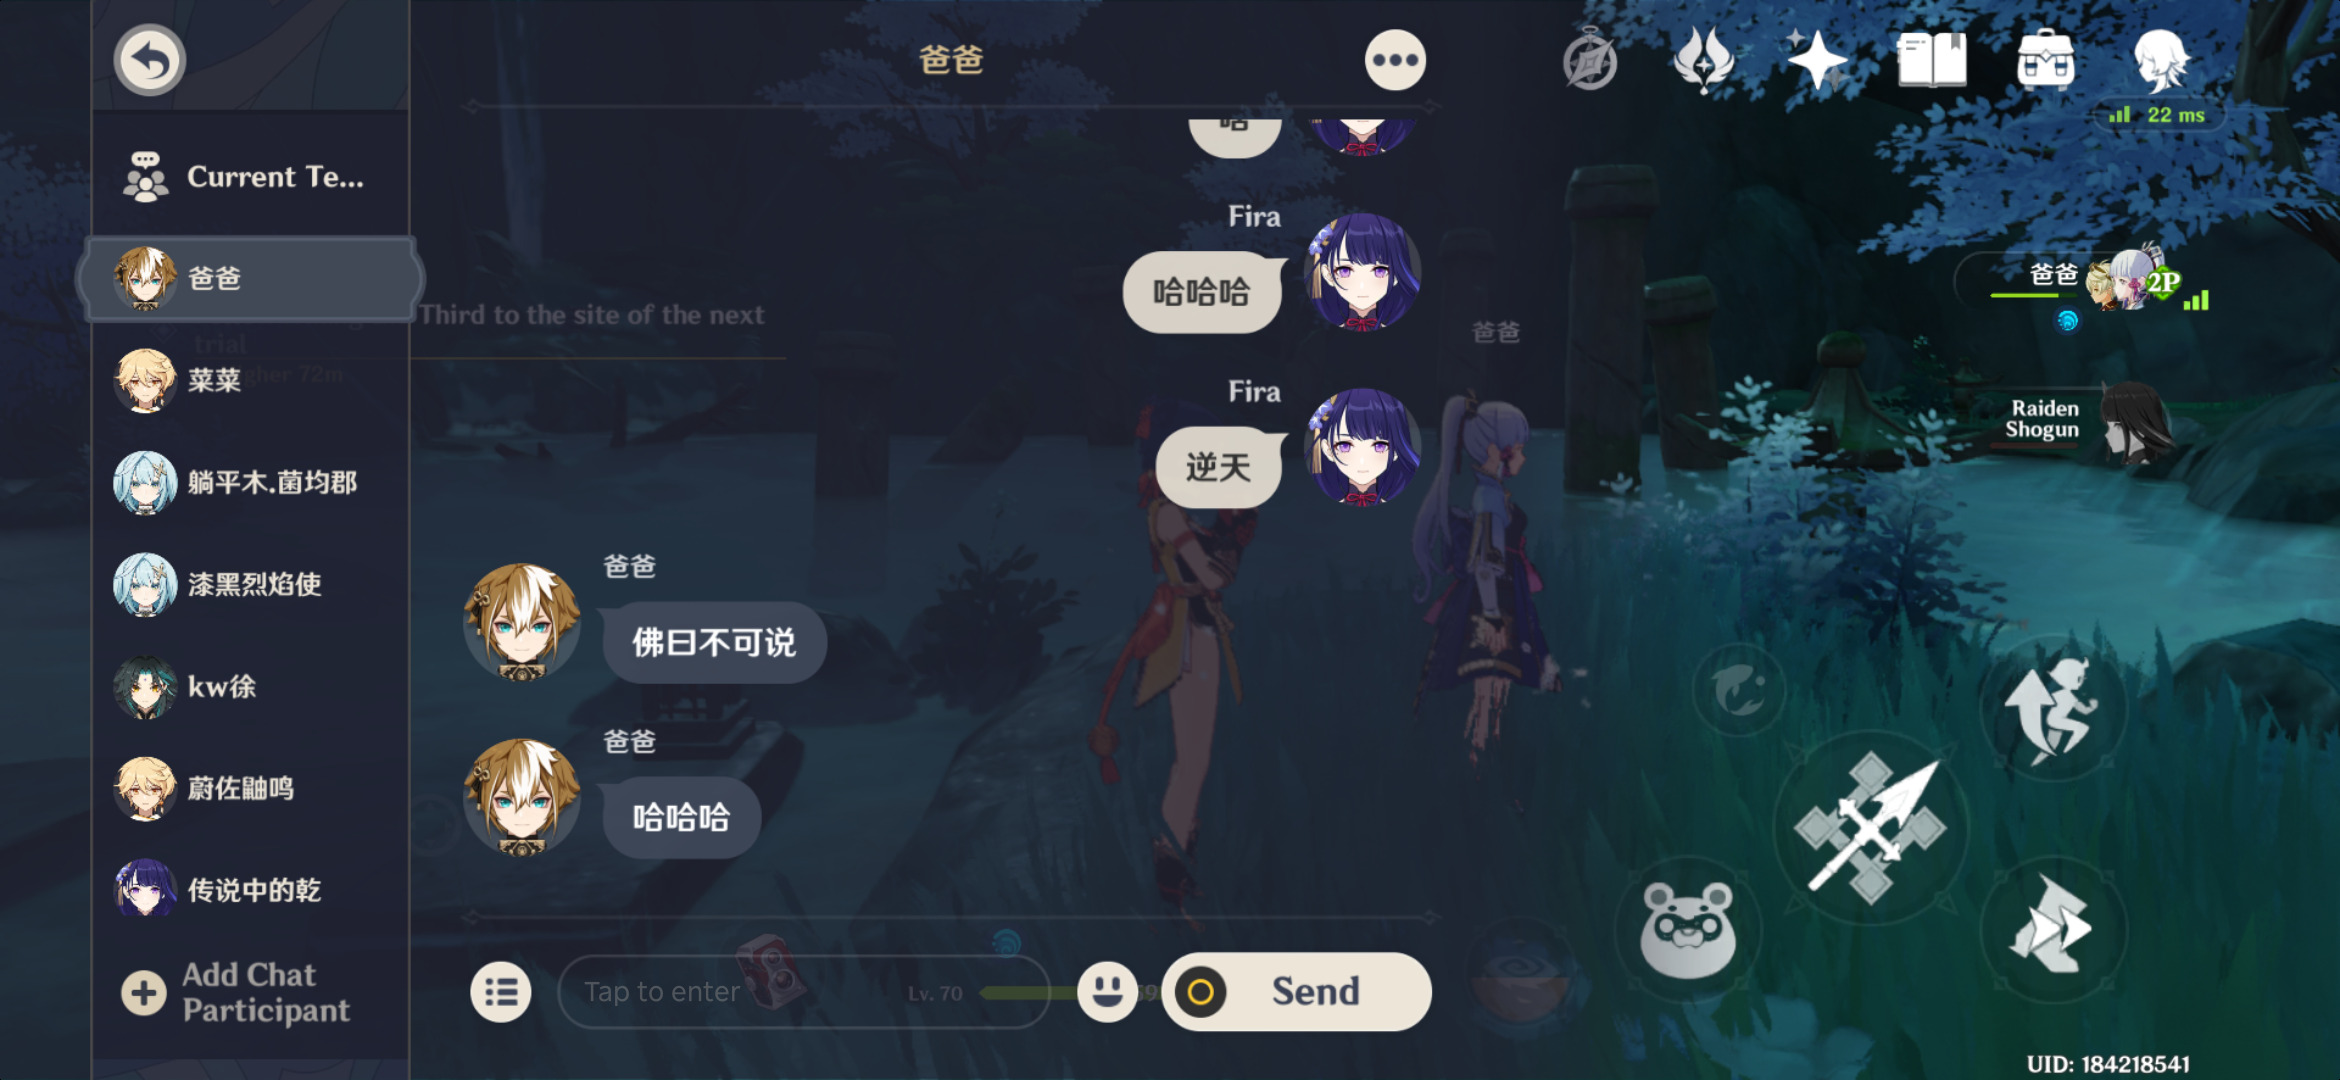 爸爸
22 ms
Current Te...
爸爸
菜菜
躺平木.菌均郡
漆黑烈焰使
kw徐
蔚佐鼬鸣
传说中的乾
Add Chat
Participant
Third to the site of the next
trial
gher 72m
哈
Fira
哈哈哈
Fira
逆天
爸爸
佛曰不可说
爸爸
哈哈哈
Tap to enter
Lv. 70
Send
爸爸
爸爸
2P
Raiden
Shogun
UID: 184218541